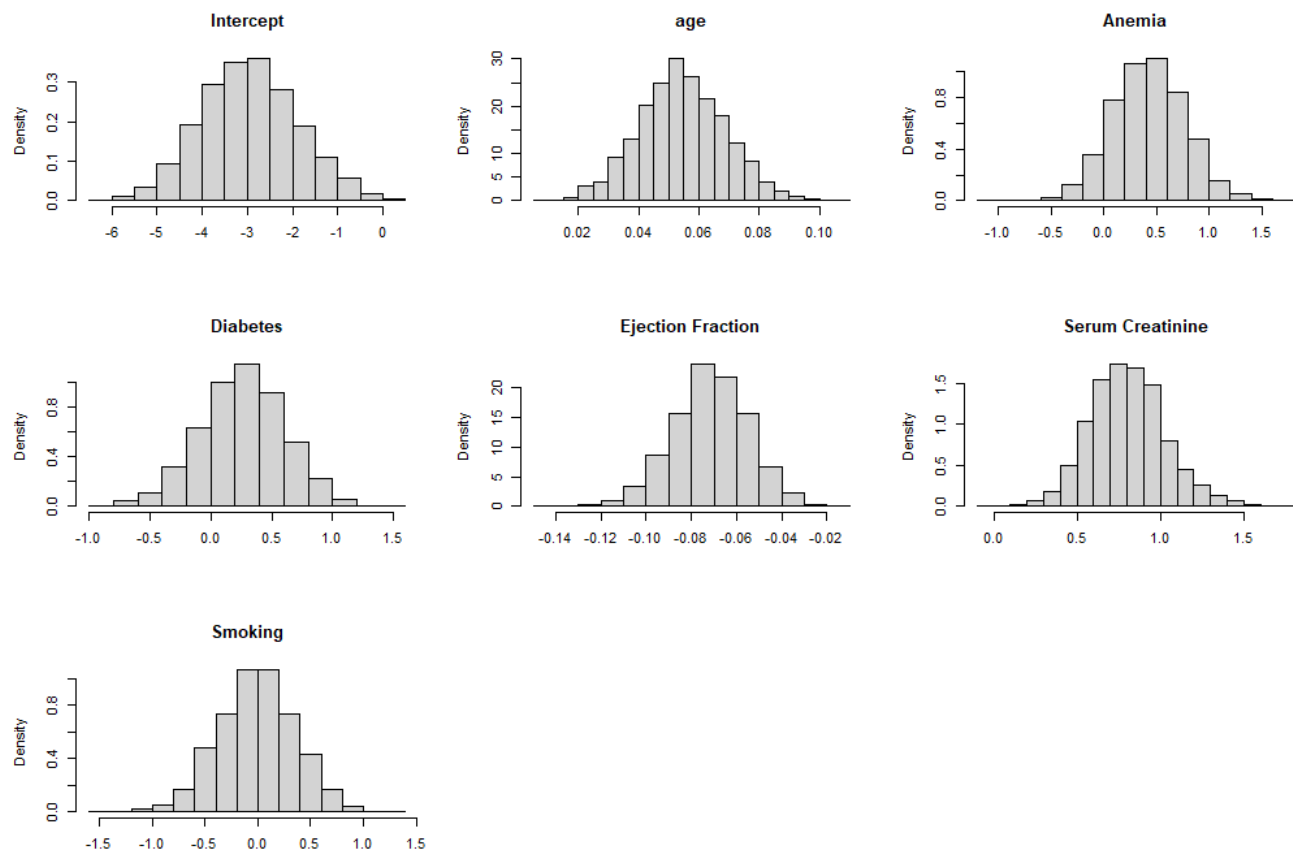 Intercept
Density
0.0 0.1 0.2 0.3
-6 -5 -4 -3 -2 -1 0
age
Density
0 5 10 20 30
0.02 0.04 0.06 0.08 0.10
Anemia
Density
0.0 0.4 0.8
-1.0 -0.5 0.0 0.5 1.0 1.5
Diabetes
Density
0.0 0.4 0.8
-1.0 -0.5 0.0 0.5 1.0 1.5
Ejection Fraction
Density
0 5 10 15 20
-0.14 -0.12 -0.10 -0.08 -0.06 -0.04 -0.02
Serum Creatinine
Density
0.0 0.5 1.0 1.5
0.0 0.5 1.0 1.5
Smoking
Density
0.0 0.4 0.8
-1.5 -1.0 -0.5 0.0 0.5 1.0 1.5